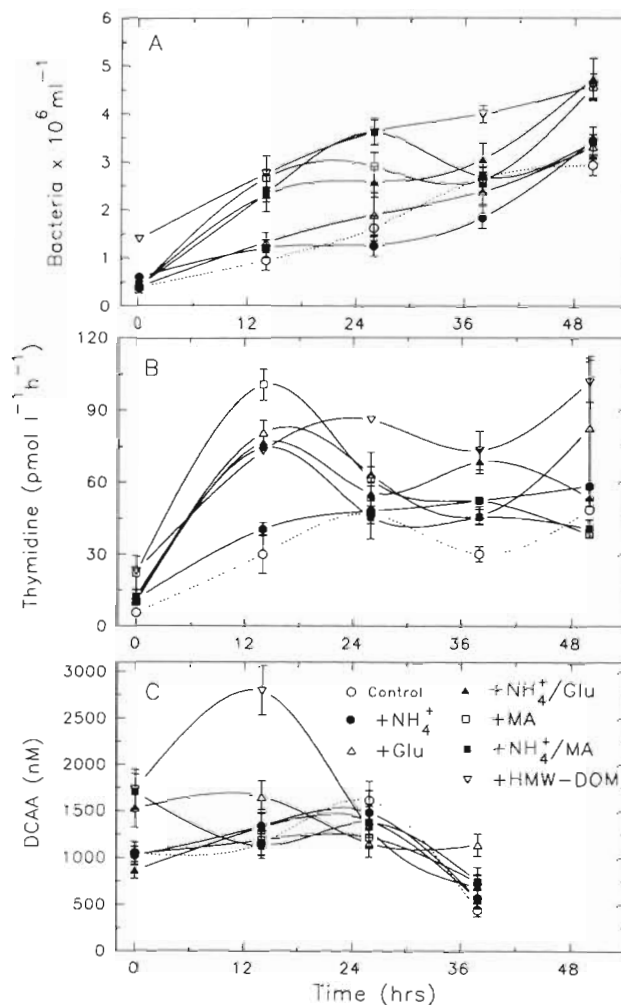 A
Bacteria x 10⁶ ml⁻¹
6
5
4
3
2
1
0
0 12 24 36 48
B
Thymidine (pmol l⁻¹ h⁻¹)
120
90
60
30
0
0 12 24 36 48
C
DCAA (nM)
3000
2500
2000
1500
1000
500
0
Control
+NH₄⁺
+Glu
+NH₄⁺/Glu
+MA
+NH₄⁺/MA
+HMW-DOM
0 12 24 36 48
Time (hrs)